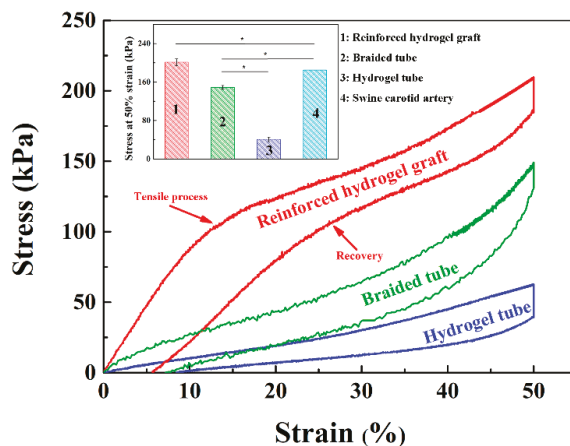 Stress (kPa)
250
200
150
100
50
0
0
10
20
30
40
50
Strain (%)
Stress at 50% strain (kPa)
240
160
80
0
*
*
*
1
2
3
4
1: Reinforced hydrogel graft
2: Braided tube
3: Hydrogel tube
4: Swine carotid artery
Tensile process
Reinforced hydrogel graft
Recovery
Braided tube
Hydrogel tube